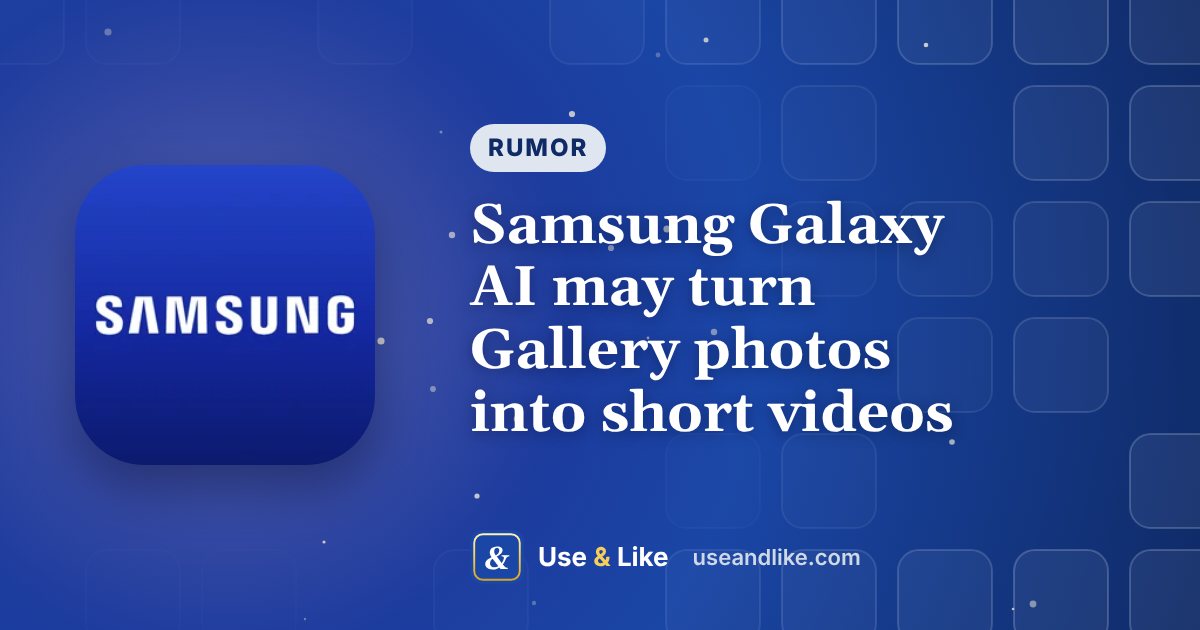 SAMSUNG
RUMOR
Samsung Galaxy
AI may turn
Gallery photos
into short videos
& Use & Like useandlike.com